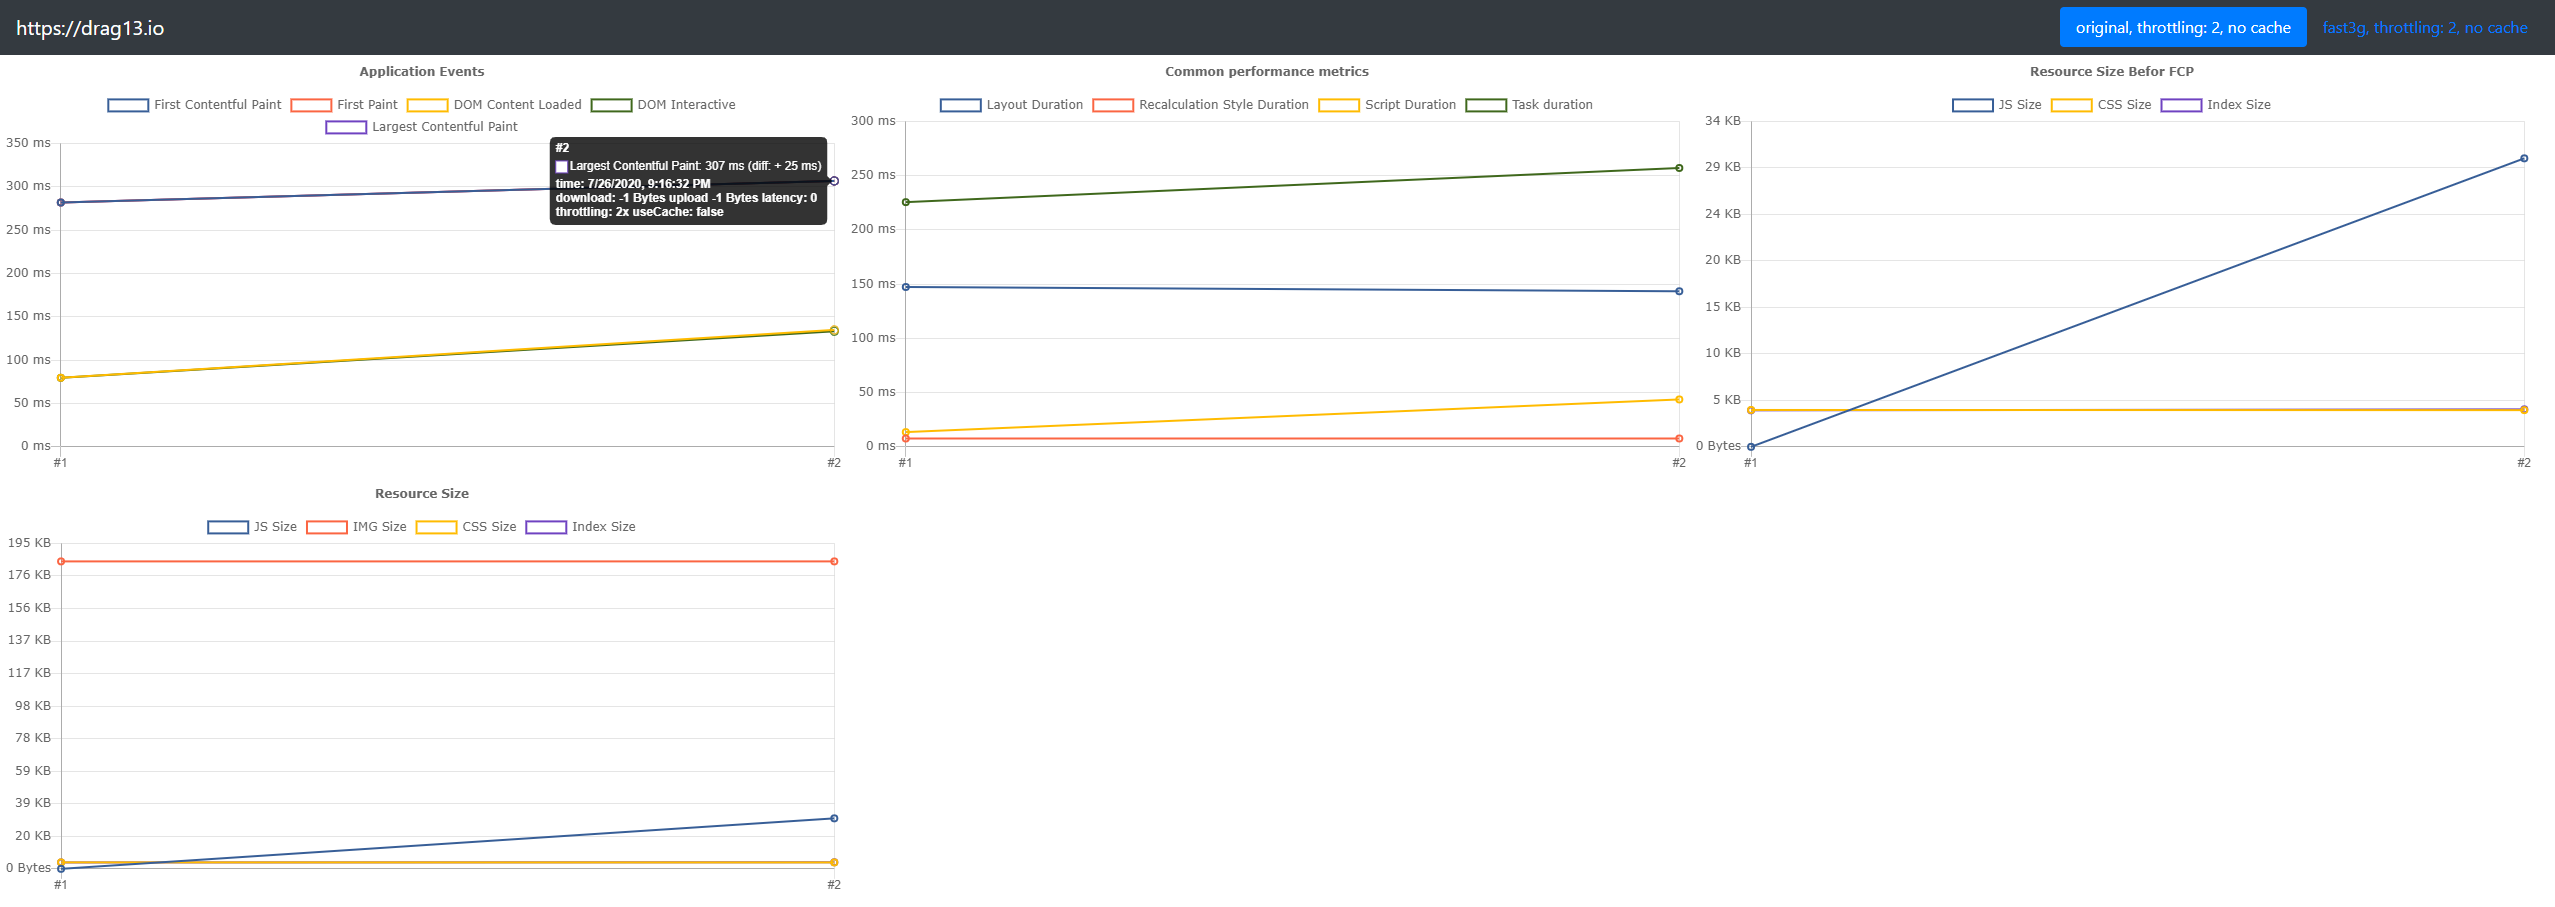 https://drag13.io
original, throttling: 2, no cache
fast3g, throttling: 2, no cache
Application Events
First Contentful Paint First Paint DOM Content Loaded DOM Interactive
Largest Contentful Paint
350 ms
300 ms
250 ms
200 ms
150 ms
100 ms
50 ms
0 ms
#1 #2
#2
Largest Contentful Paint: 307 ms (diff: + 25 ms)
time: 7/26/2020, 9:16:32 PM
download: -1 Bytes upload -1 Bytes latency: 0
throttling: 2x useCache: false
Common performance metrics
Layout Duration Recalculation Style Duration Script Duration Task duration
300 ms
250 ms
200 ms
150 ms
100 ms
50 ms
0 ms
#1 #2
Resource Size Befor FCP
JS Size CSS Size Index Size
34 KB
29 KB
24 KB
20 KB
15 KB
10 KB
5 KB
0 Bytes
#1 #2
Resource Size
JS Size IMG Size CSS Size Index Size
195 KB
176 KB
156 KB
137 KB
117 KB
98 KB
78 KB
59 KB
39 KB
20 KB
0 Bytes
#1 #2